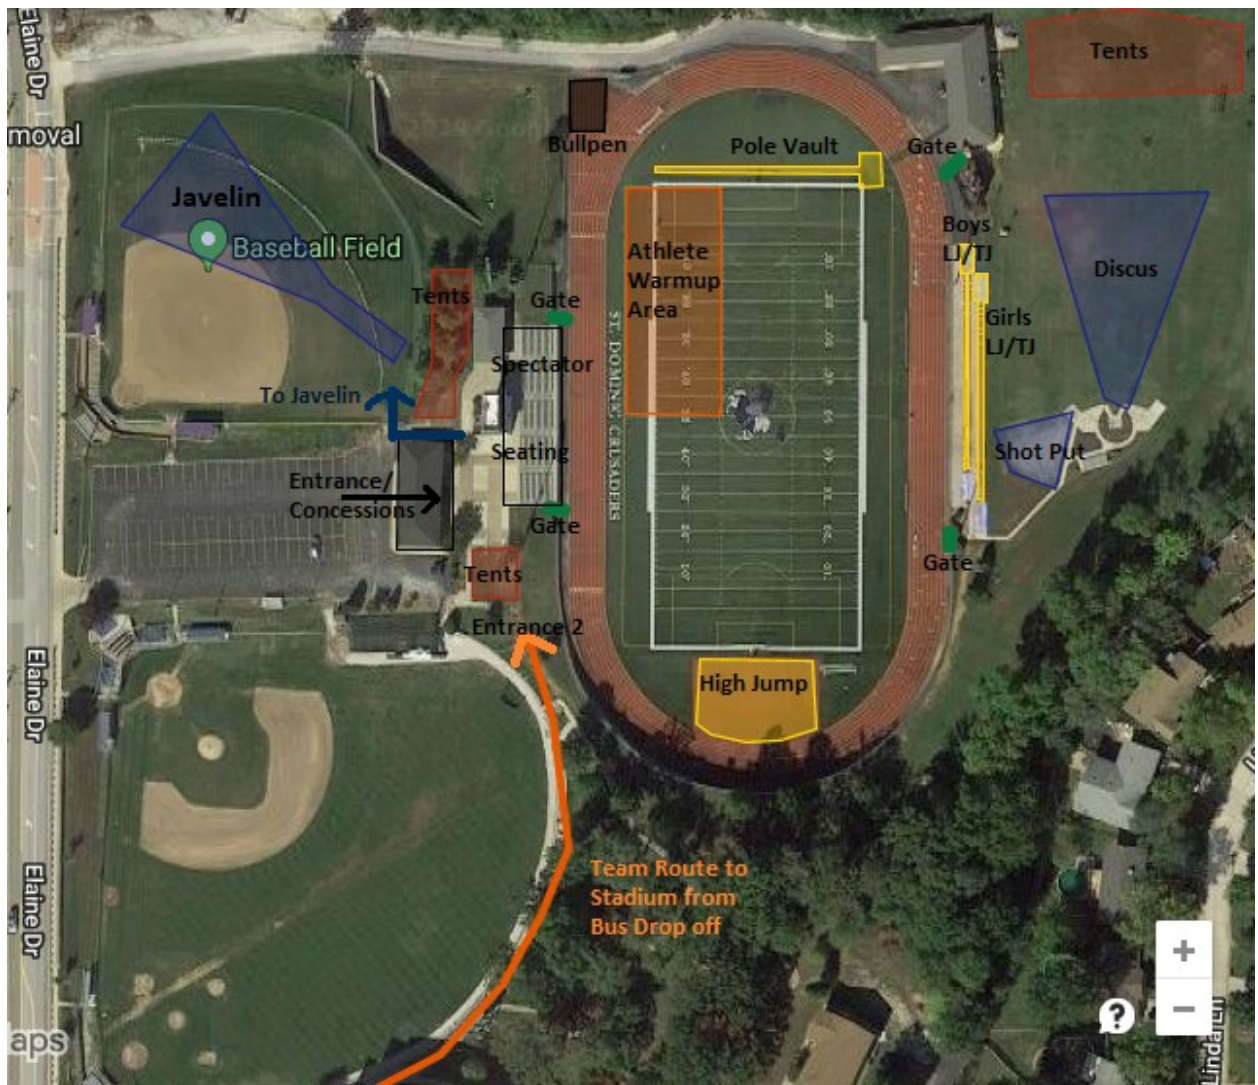 Elaine Dr
moval
Tents
Bullpen
Pole Vault
Gate
Javelin
Baseball Field
Athlete
Warmup
Area
Boys
LJ/TJ
Discus
Tents
Gate
Girls
LJ/TJ
Spectator
Seating
ST. DOMINIC CRUSADERS
To Javelin
Entrance/
Concessions
Shot Put
Gate
Gate
Tents
Entrance 2
High Jump
Elaine Dr
Team Route to
Stadium from
Bus Drop off
Elaine Dr
+
-
?
aps
Linda Ln